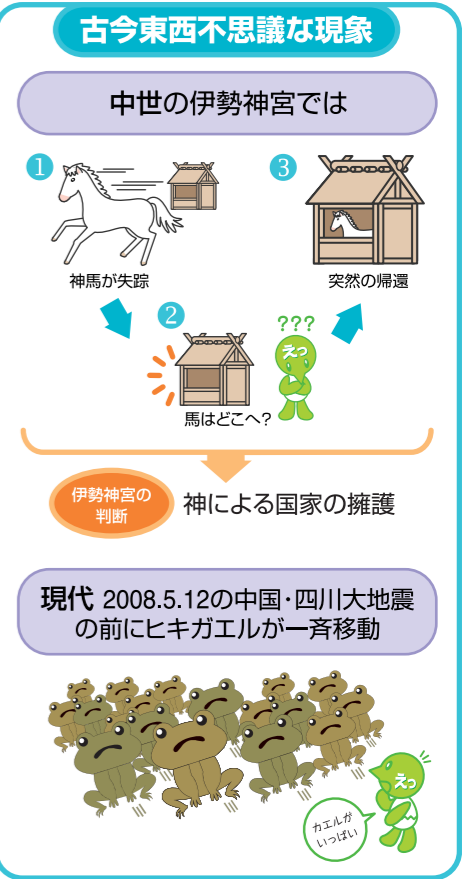 古今東西不思議な現象
中世の伊勢神宮では
1
神馬が失踪
2
???
えっ
馬はどこへ?
3
突然の帰還
伊勢神宮の
判断
神による国家の擁護
現代 2008.5.12の中国・四川大地震
の前にヒキガエルが一斉移動
えっ
カエルが
いっぱい